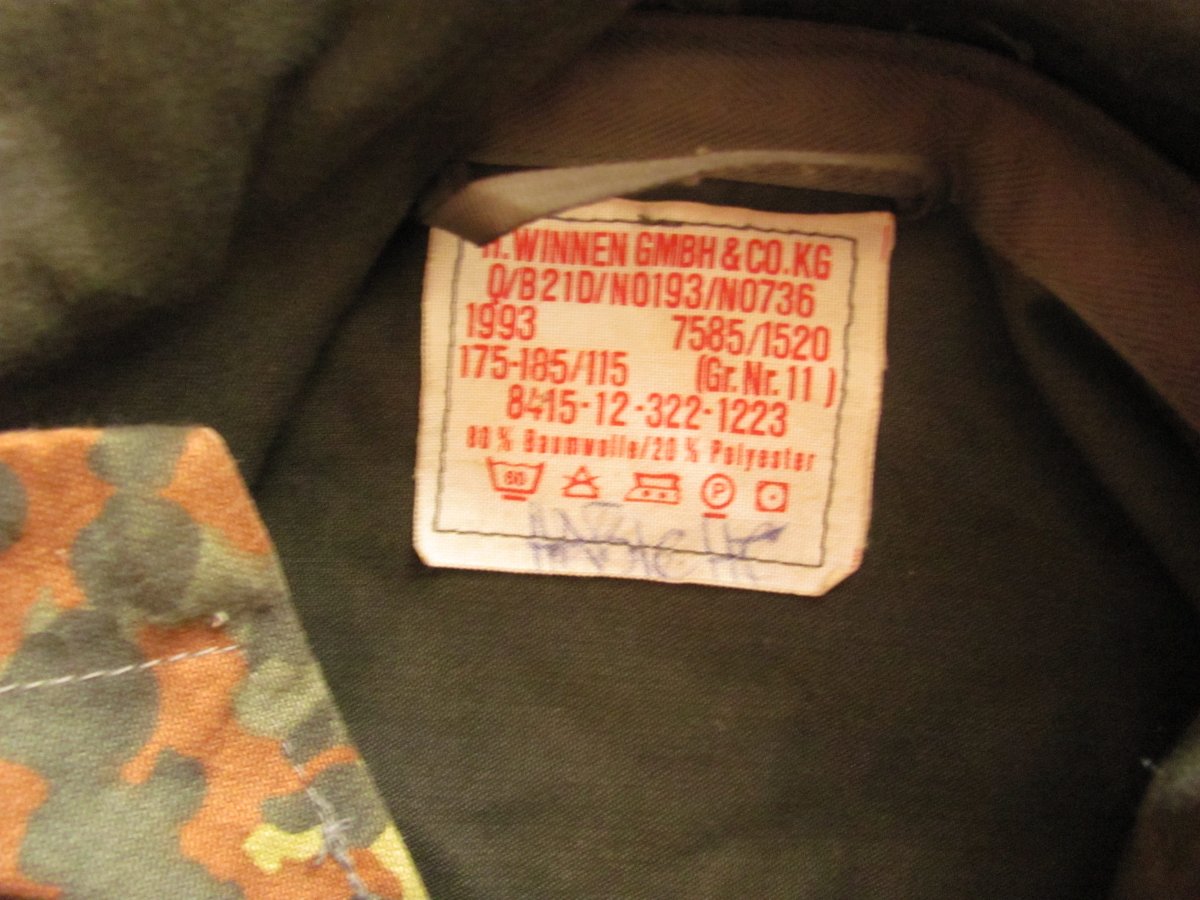 H. WINNEN GMBH & CO. KG
Q/B21D/N0193/N0736
1993 7585/1520
175-185/115 (Gr. Nr. 11 )
8415-12-322-1223
80 % Baumwolle/20 % Polyester
60
P